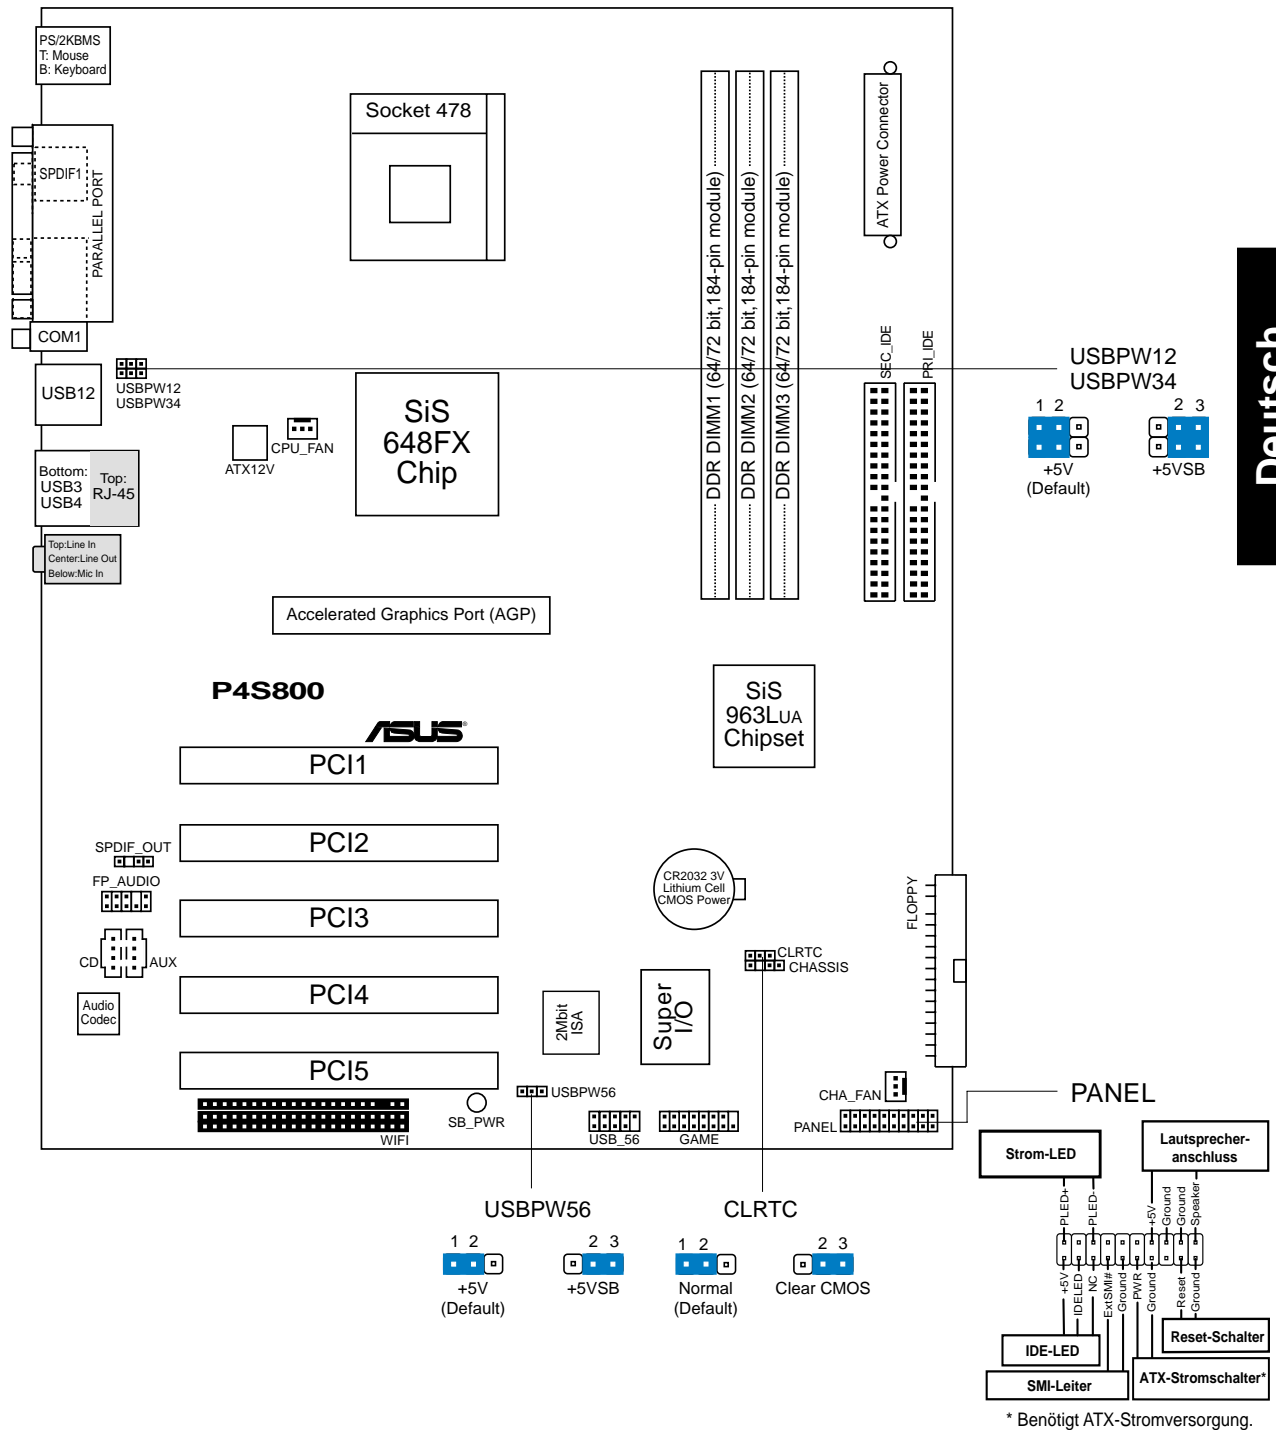 PS/2KBMS
T: Mouse
B: Keyboard
Socket 478
SPDIF1
PARALLEL PORT
COM1
USB12
USBPW12
USBPW34
CPU_FAN
ATX12V
SiS
648FX
Chip
Bottom:
USB3
USB4
Top:
RJ-45
Top:Line In
Center:Line Out
Below:Mic In
DDR DIMM1 (64/72 bit,184-pin module)
DDR DIMM2 (64/72 bit,184-pin module)
DDR DIMM3 (64/72 bit,184-pin module)
ATX Power Connector
SEC_IDE
PRI_IDE
USBPW12
USBPW34
1 2
2 3
+5V
(Default)
+5VSB
Deutsch
Accelerated Graphics Port (AGP)
P4S800
ASUS®
SiS
963LUA
Chipset
PCI1
PCI2
PCI3
PCI4
PCI5
SPDIF_OUT
FP_AUDIO
CD
AUX
Audio
Codec
CR2032 3V
Lithium Cell
CMOS Power
FLOPPY
CLRTC
CHASSIS
2Mbit
ISA
Super
I/O
USBPW56
SB_PWR
WIFI
USB_56
GAME
CHA_FAN
PANEL
PANEL
USBPW56
1 2
2 3
+5V
(Default)
+5VSB
CLRTC
1 2
2 3
Normal
(Default)
Clear CMOS
Strom-LED
Lautsprecher-
anschluss
PLED+
PLED-
+5V
Ground
Ground
Speaker
+5V
IDELED
NC
ExtSMI#
Ground
PWR
Ground
Reset
Ground
IDE-LED
Reset-Schalter
SMI-Leiter
ATX-Stromschalter*
* Benötigt ATX-Stromversorgung.